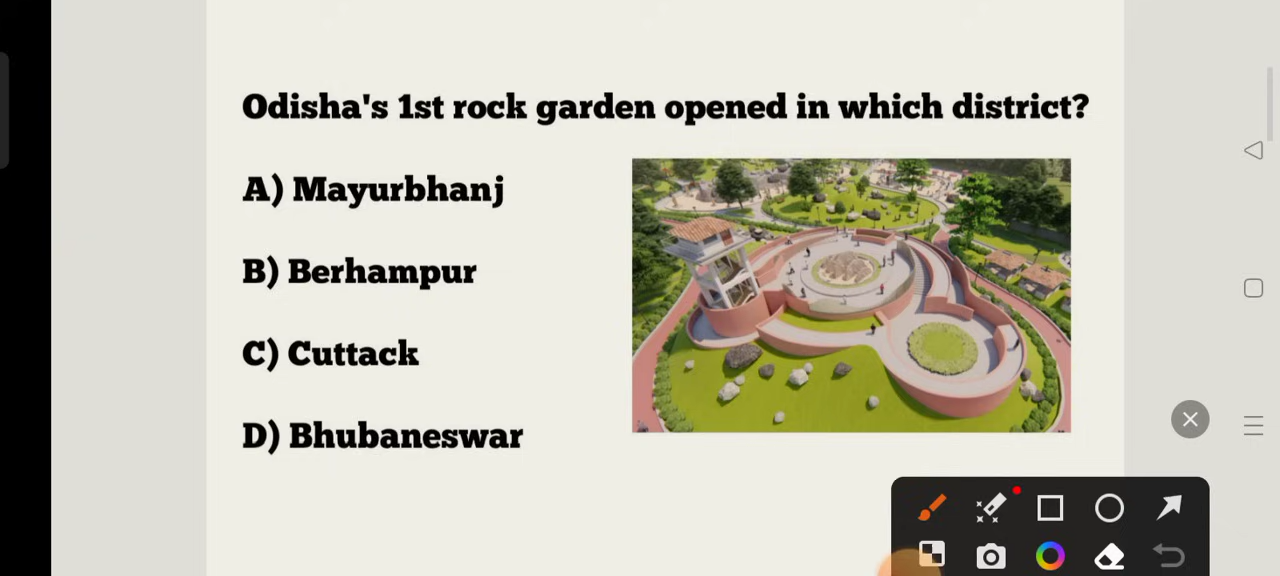 Odisha's 1st rock garden opened in which district?
A) Mayurbhanj
B) Berhampur
C) Cuttack
D) Bhubaneswar